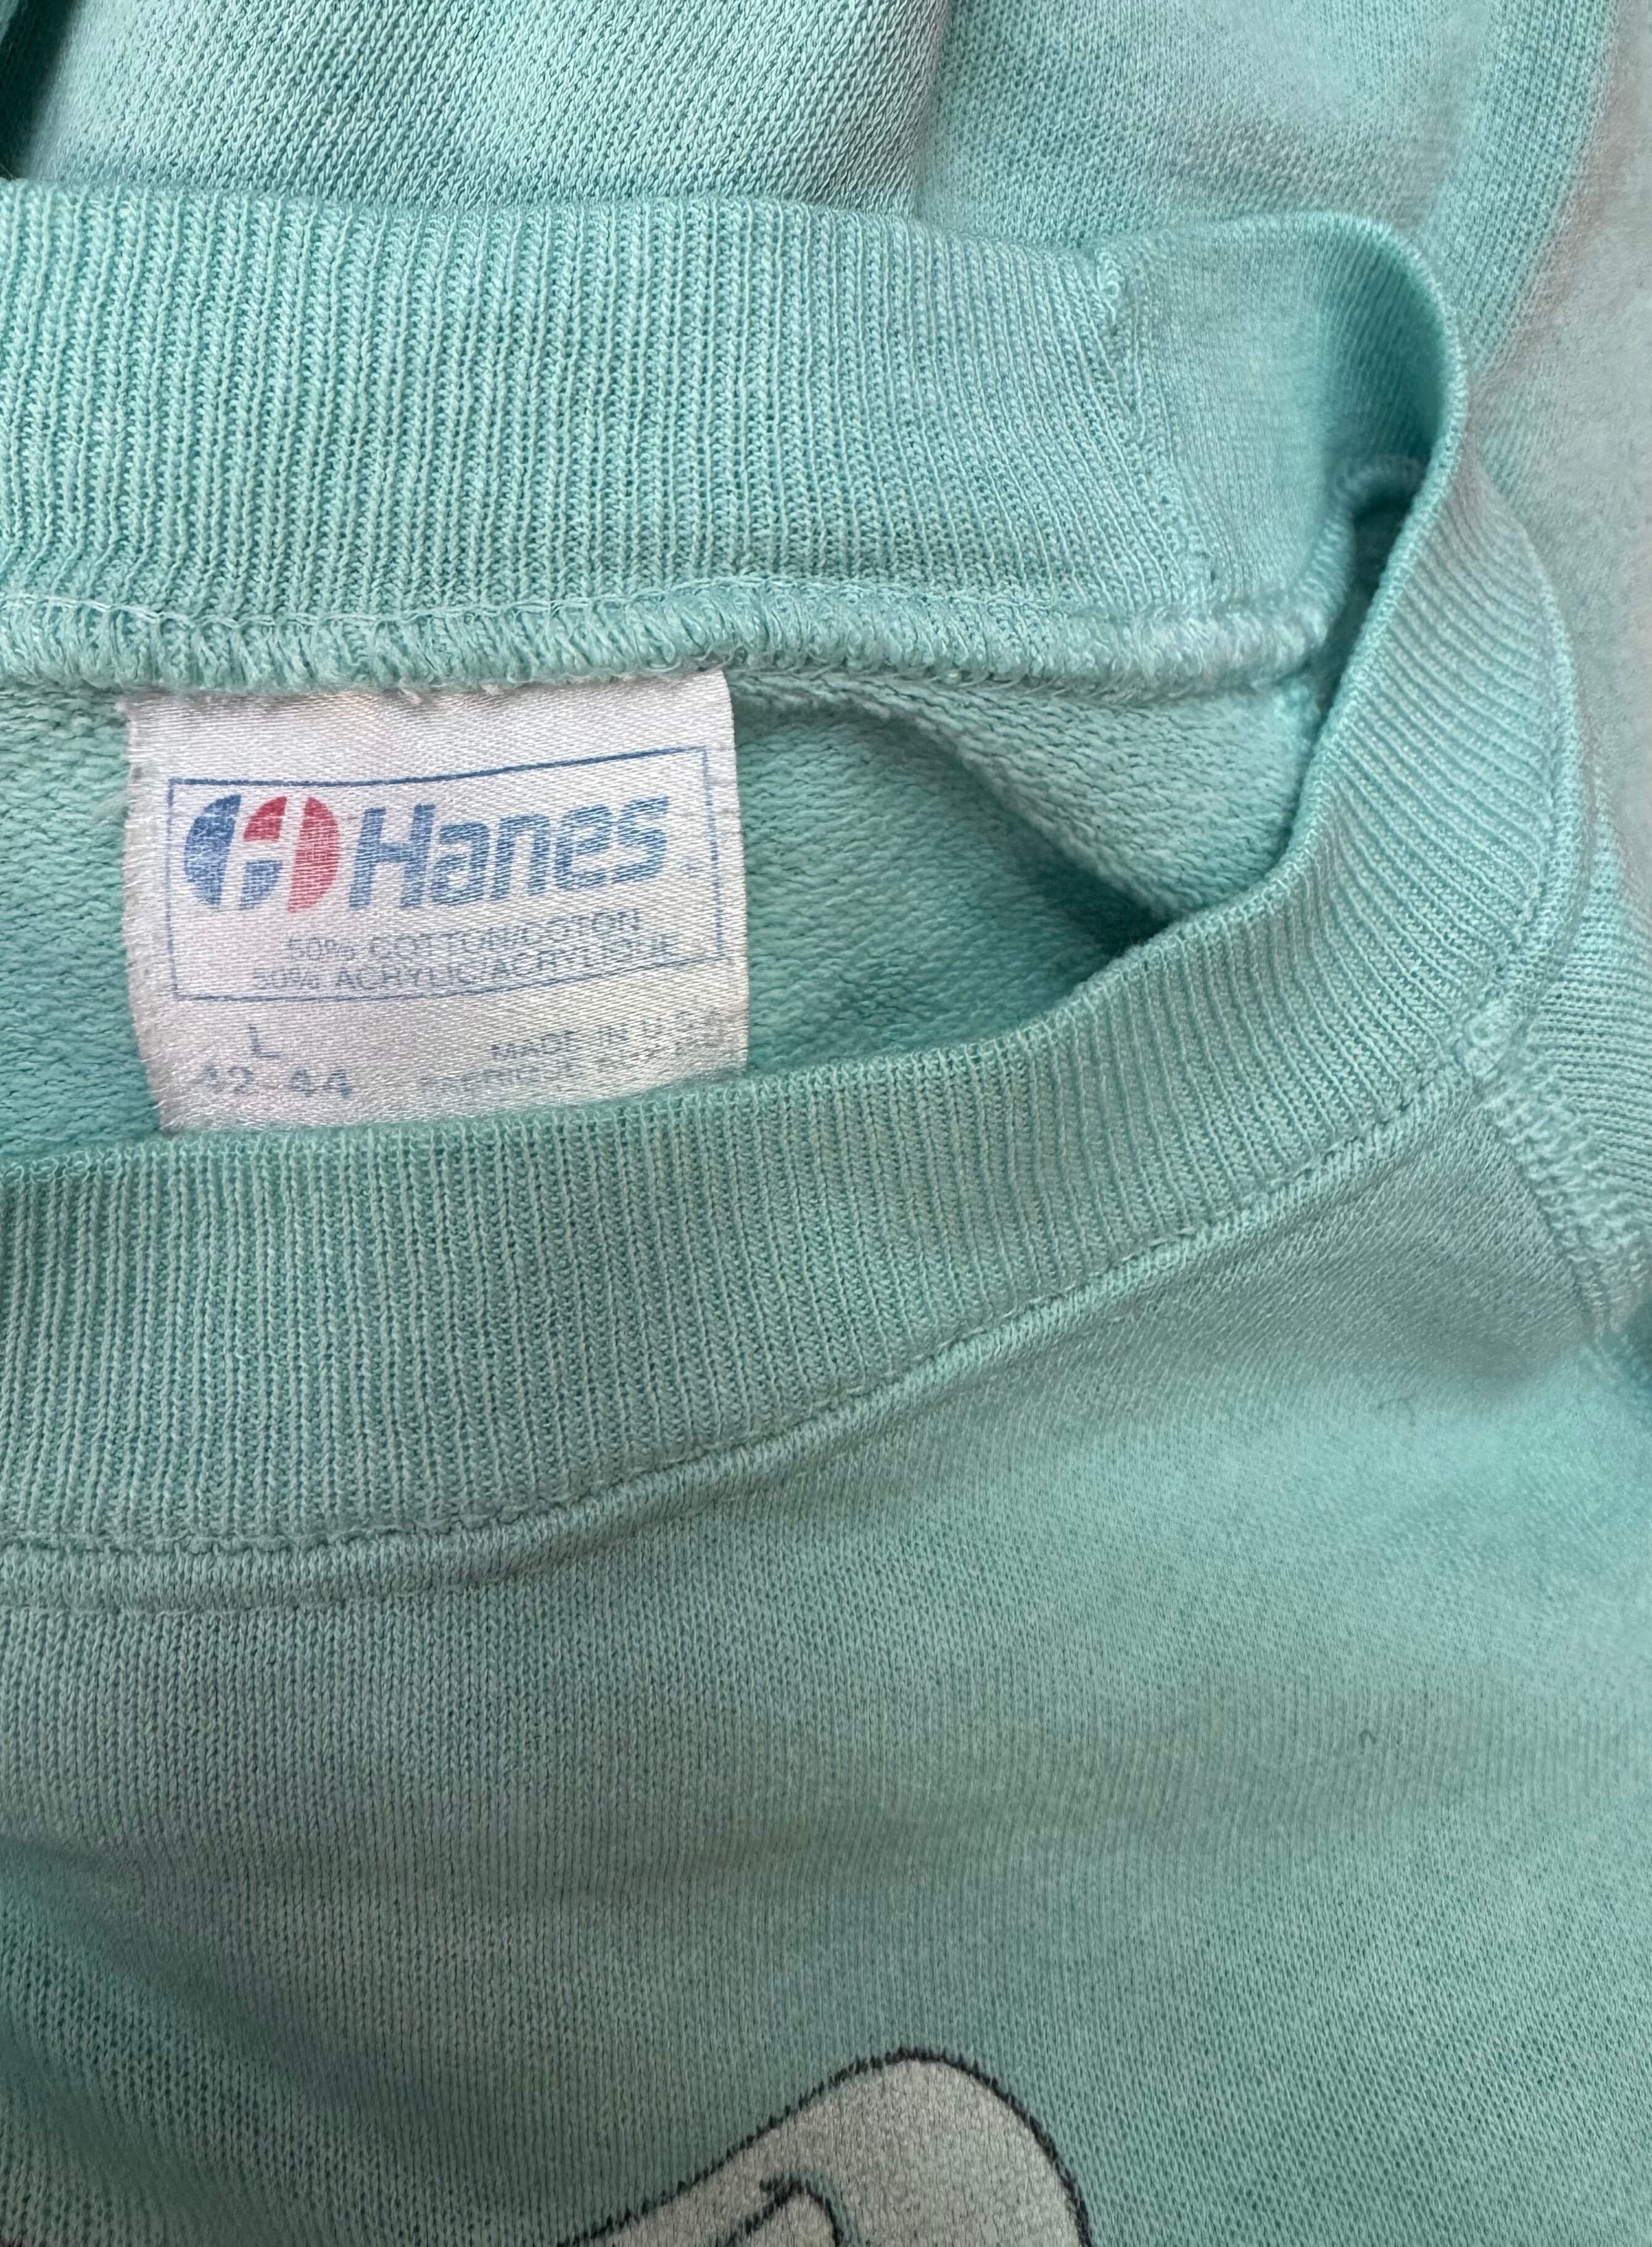 Hanes
50% COTTON/COTON
50% ACRYLIC/ACRYLIQUE
L
42-44
MADE IN U.S.A.